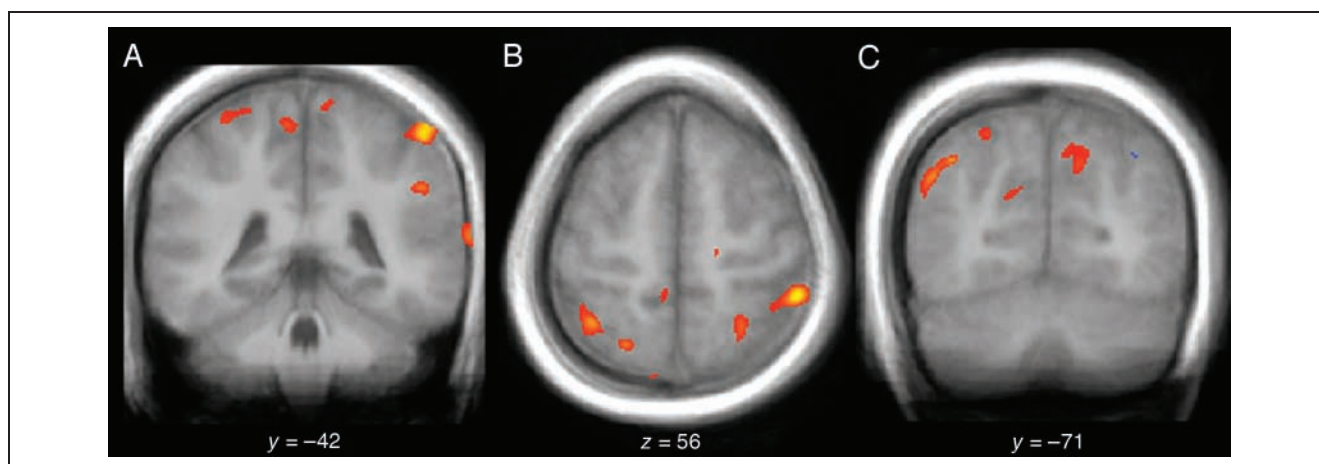 A B C
y = –42 z = 56 y = –71